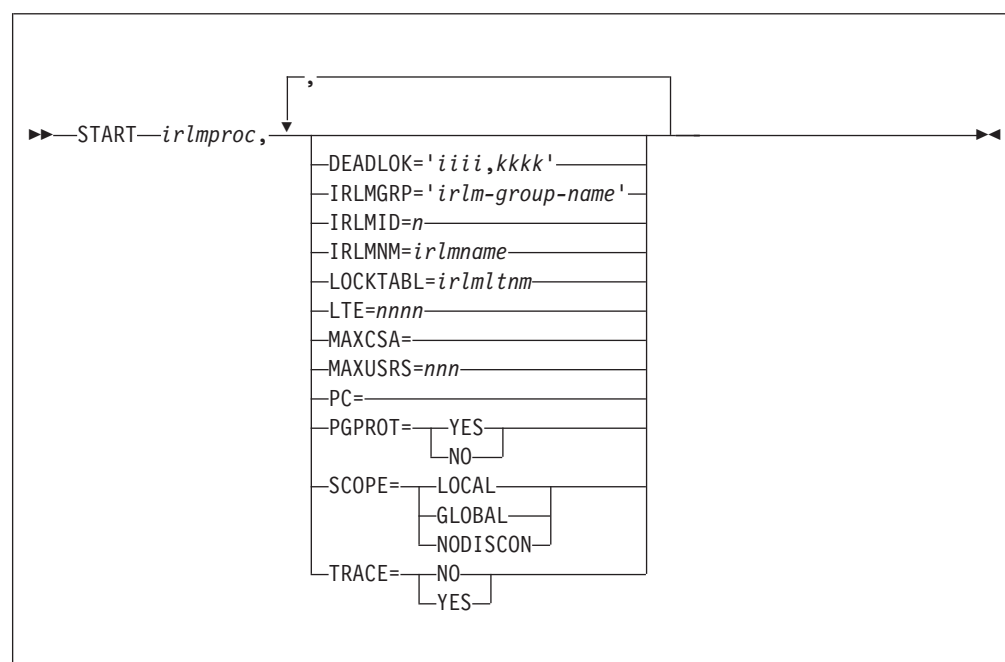 ,
START irlmproc,
DEADLOK='iiii,kkkk'
IRLMGRP='irlm-group-name'
IRLMID=n
IRLMNM=irlmname
LOCKTABL=irlmltnm
LTE=nnnn
MAXCSA=
MAXUSRS=nnn
PC=
PGPROT= YES
NO
SCOPE= LOCAL
GLOBAL
NODISCON
TRACE= NO
YES